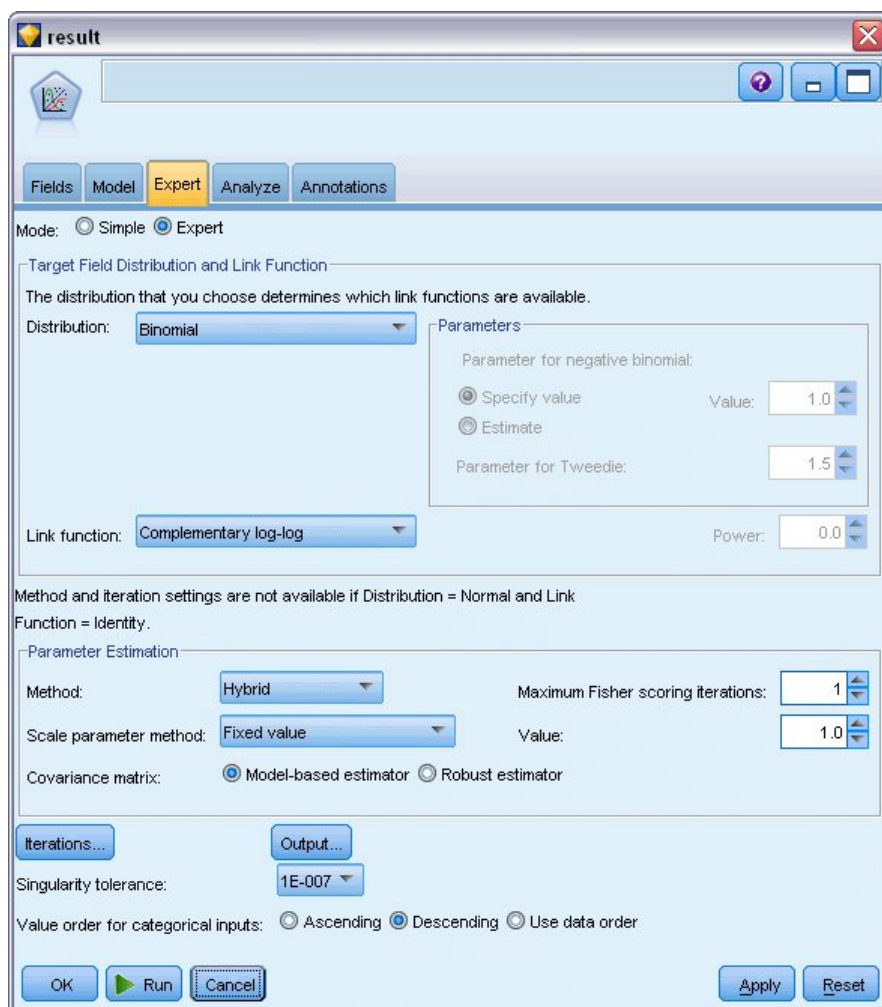 result
Fields Model Expert Analyze Annotations
Mode: Simple Expert
Target Field Distribution and Link Function
The distribution that you choose determines which link functions are available.
Distribution: Binomial
Parameters
Parameter for negative binomial:
Specify value Value: 1.0
Estimate
Parameter for Tweedie: 1.5
Link function: Complementary log-log Power: 0.0
Method and iteration settings are not available if Distribution = Normal and Link
Function = Identity.
Parameter Estimation
Method: Hybrid Maximum Fisher scoring iterations: 1
Scale parameter method: Fixed value Value: 1.0
Covariance matrix: Model-based estimator Robust estimator
Iterations... Output...
Singularity tolerance: 1E-007
Value order for categorical inputs: Ascending Descending Use data order
OK Run Cancel Apply Reset